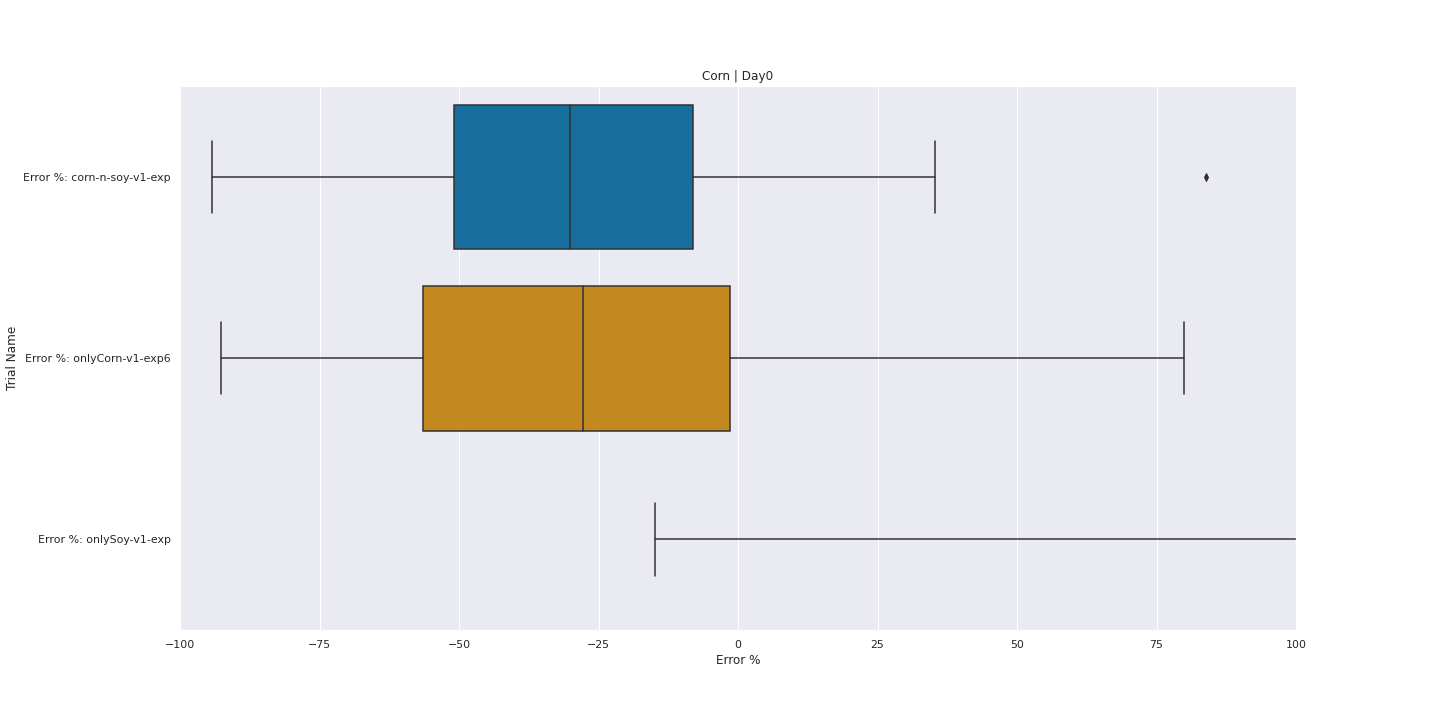 Corn | Day0
Error %: corn-n-soy-v1-exp
Error %: onlyCorn-v1-exp6
Error %: onlySoy-v1-exp
Trial Name
−100 −75 −50 −25 0 25 50 75 100
Error %